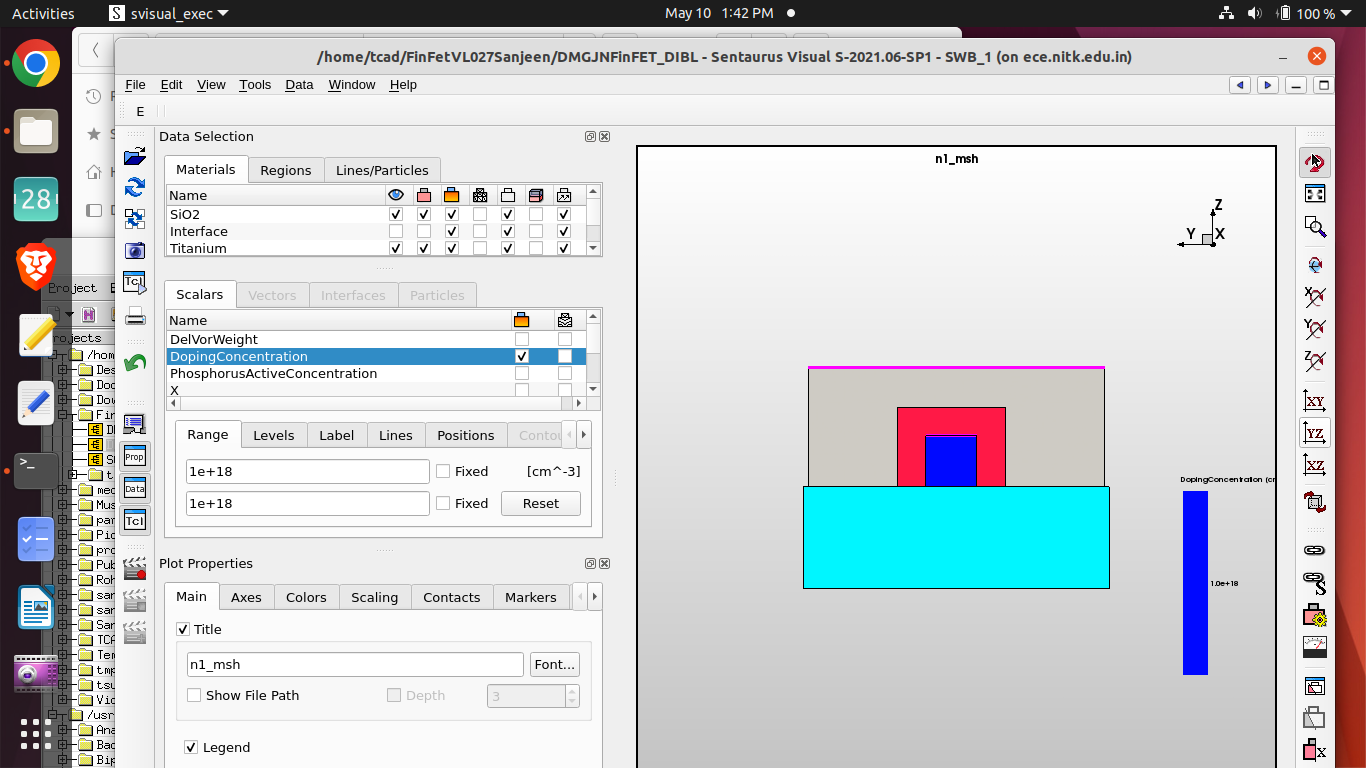 Activities
svisual_exec
May 10 1:42 PM
100 %
/home/tcad/FinFetVL027Sanjeen/DMGJNFinFET_DIBL - Sentaurus Visual S-2021.06-SP1 - SWB_1 (on ece.nitk.edu.in)
File Edit View Tools Data Window Help
E
Data Selection
Materials Regions Lines/Particles
Name
SiO2
Interface
Titanium
Scalars Vectors Interfaces Particles
Name
DelVorWeight
DopingConcentration
PhosphorusActiveConcentration
X
Range Levels Label Lines Positions Contou
1e+18 Fixed [cm^-3]
1e+18 Fixed Reset
Plot Properties
Main Axes Colors Scaling Contacts Markers
Title
n1_msh Font...
Show File Path Depth 3
Legend
n1_msh
Z
Y X
DopingConcentration (cr
1.0e+18
28
Tcl
Prop
Data
Tcl
X
Y
Z
XY
YZ
XZ
S
X
Project
rojects
/hom
Des
Doc
Dow
Fin
med
Mus
par
Pic
pro
Pub
Roh
san
sar
San
TCA
Tem
tmp
tsu
Vid
/usr
Ana
Bac
Bip